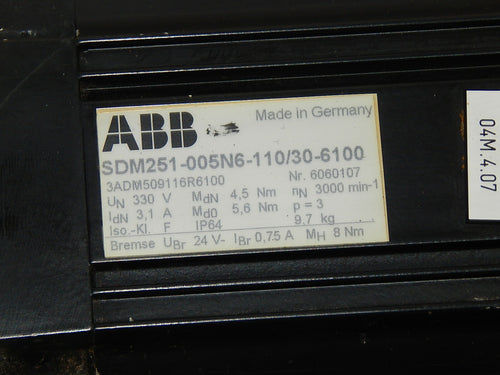 ABB
Made in Germany
SDM251-005N6-110/30-6100
3ADM509116R6100 Nr. 6060107
UN 330 V MdN 4,5 Nm nN 3000 min-1
IdN 3,1 A Md0 5,6 Nm p = 3
Iso.-Kl. F IP64 9.7 kg
Bremse UBr 24 V- IBr 0,75 A MH 8 Nm
04M.4.07